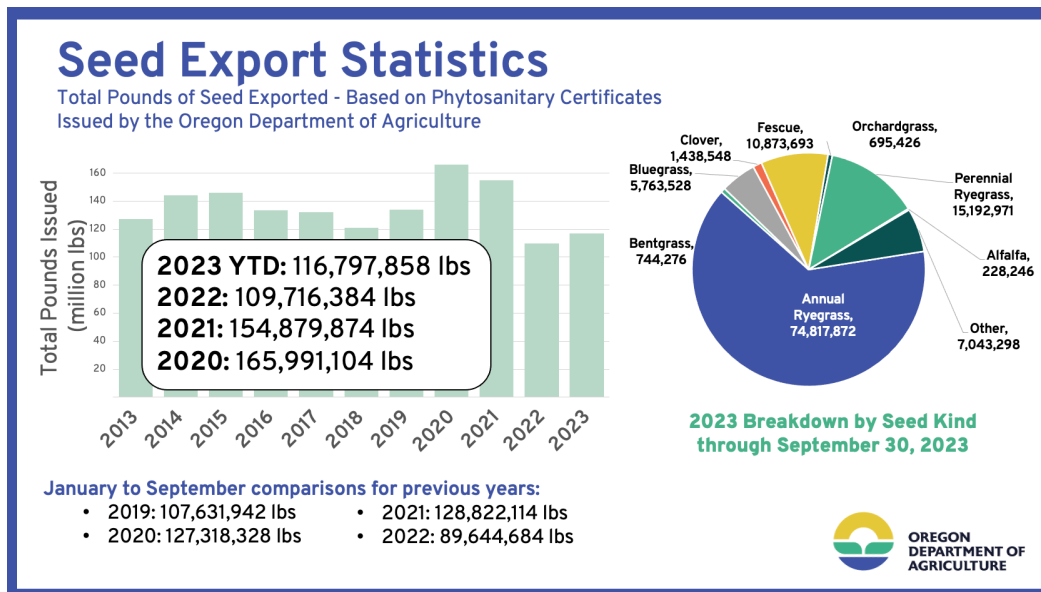 Seed Export Statistics
Total Pounds of Seed Exported - Based on Phytosanitary Certificates
Issued by the Oregon Department of Agriculture
Total Pounds Issued
(million lbs)
160
140
120
100
80
60
40
20
2023 YTD: 116,797,858 lbs
2022: 109,716,384 lbs
2021: 154,879,874 lbs
2020: 165,991,104 lbs
2013
2014
2015
2016
2017
2018
2019
2020
2021
2022
2023
Bentgrass,
744,276
Bluegrass,
5,763,528
Clover,
1,438,548
Fescue,
10,873,693
Orchardgrass,
695,426
Perennial
Ryegrass,
15,192,971
Alfalfa,
228,246
Other,
7,043,298
Annual
Ryegrass,
74,817,872
2023 Breakdown by Seed Kind
through September 30, 2023
January to September comparisons for previous years:
• 2019: 107,631,942 lbs
• 2020: 127,318,328 lbs
• 2021: 128,822,114 lbs
• 2022: 89,644,684 lbs
OREGON
DEPARTMENT OF
AGRICULTURE